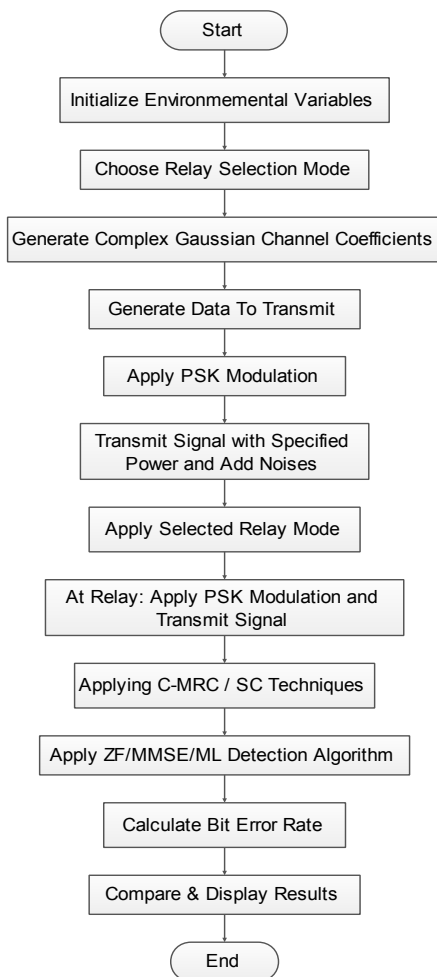 Start
Initialize Environmemental Variables
Choose Relay Selection Mode
Generate Complex Gaussian Channel Coefficients
Generate Data To Transmit
Apply PSK Modulation
Transmit Signal with Specified
Power and Add Noises
Apply Selected Relay Mode
At Relay: Apply PSK Modulation and
Transmit Signal
Applying C-MRC / SC Techniques
Apply ZF/MMSE/ML Detection Algorithm
Calculate Bit Error Rate
Compare & Display Results
End